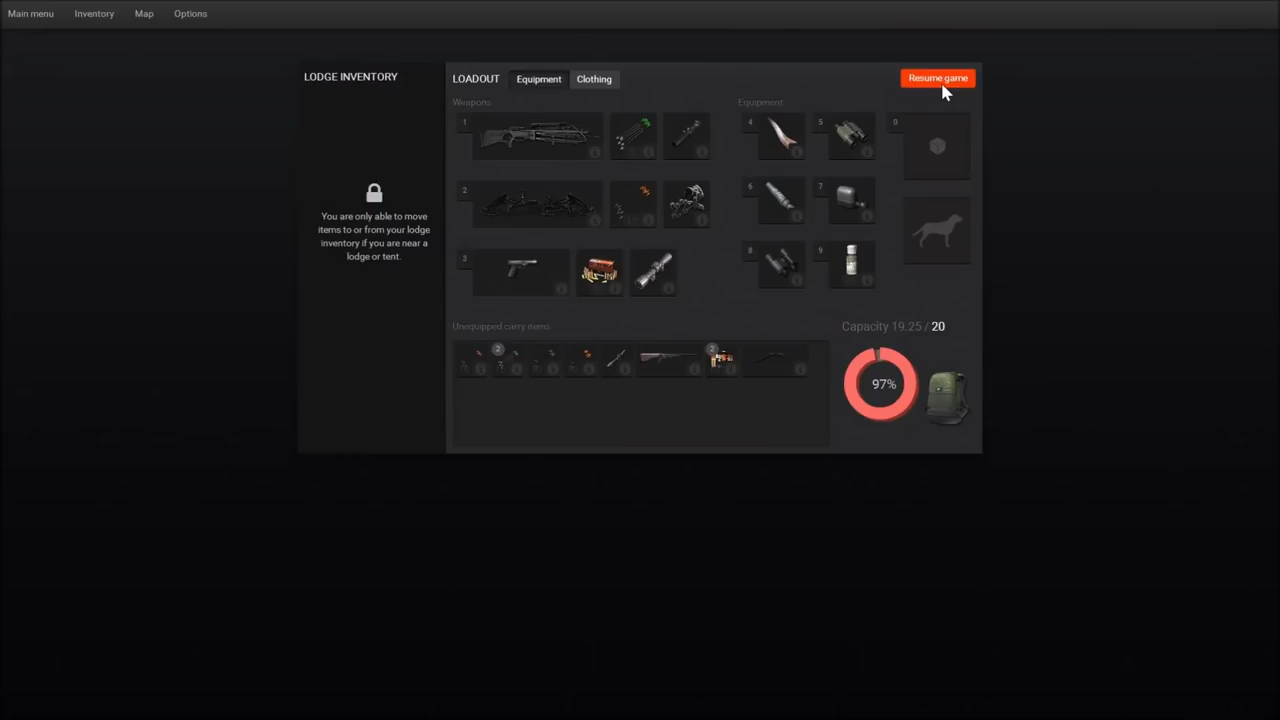 Main menu Inventory Map Options
LODGE INVENTORY
You are only able to move
items to or from your lodge
inventory if you are near a
lodge or tent.
LOADOUT Equipment Clothing Resume game
Weapons
1
2
3
Equipment
4 5 0
6 7
8 9
Unequipped carry items
2 2
Capacity 19.25 / 20
97%